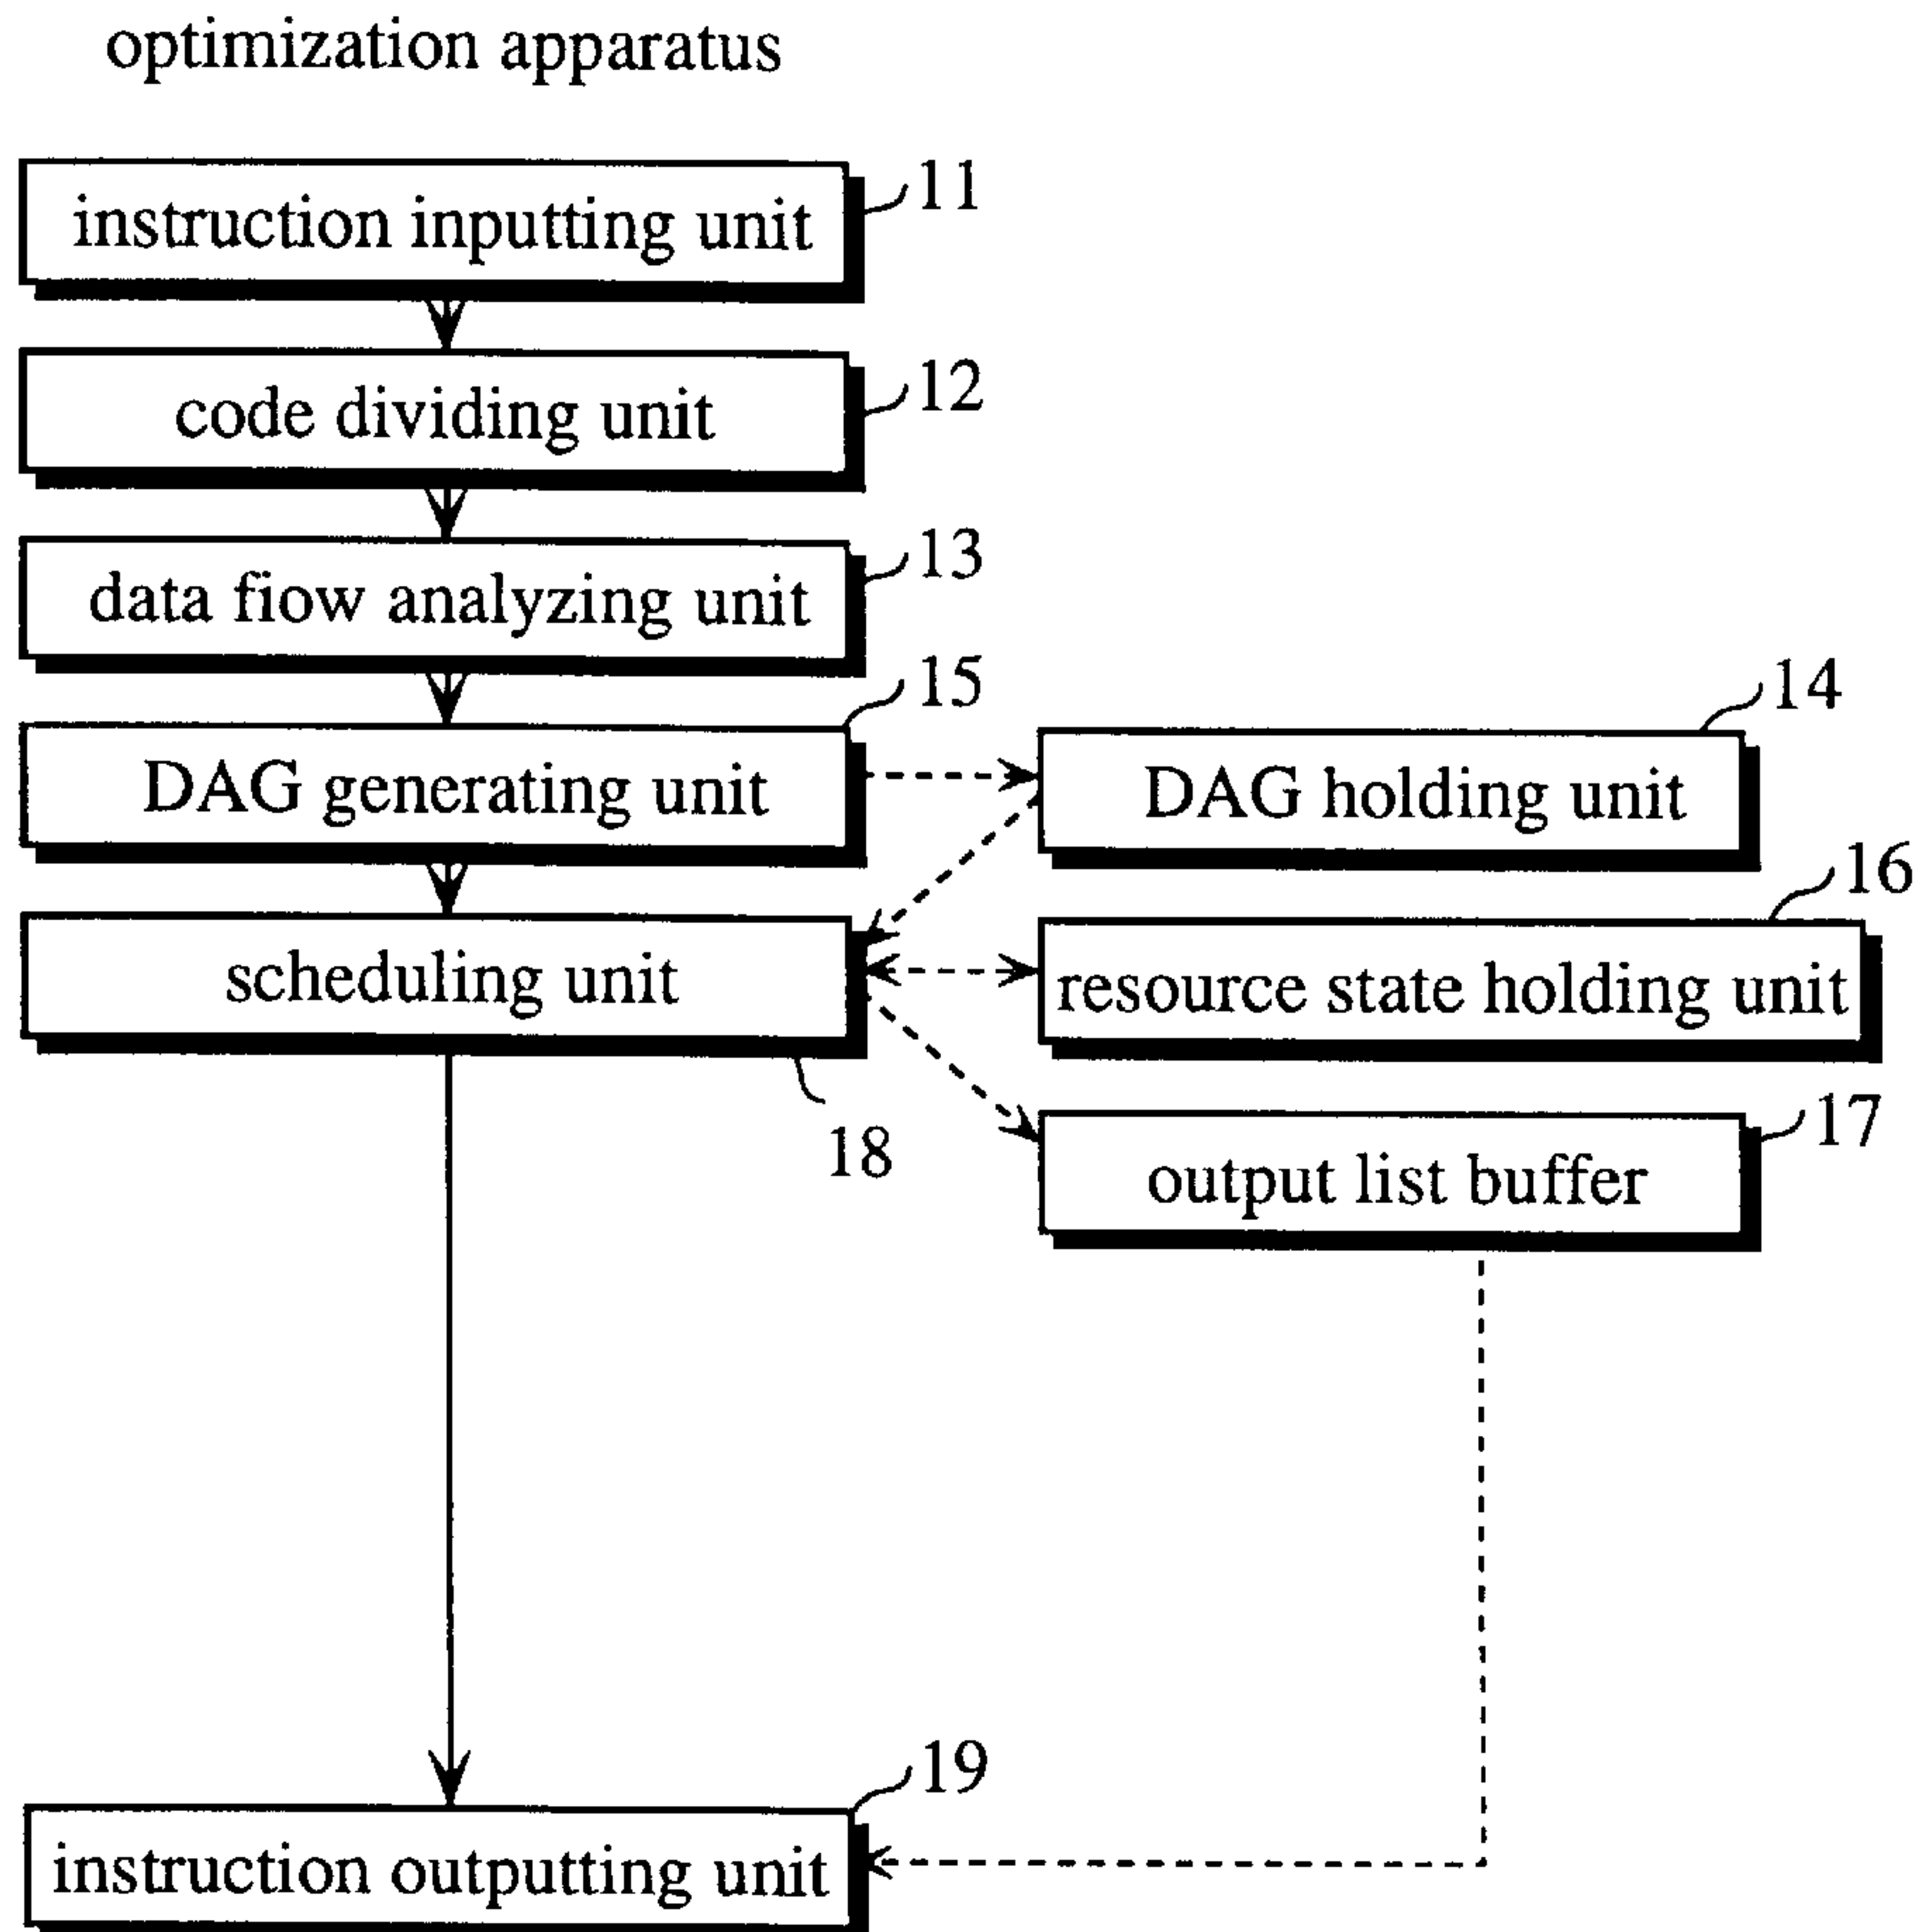 optimization apparatus
11
instruction inputting unit
12
code dividing unit
13
data fiow analyzing unit
15
14
DAG generating unit
DAG holding unit
16
scheduling unit
resource state holding unit
17
18
output list buffer
19
instruction outputting unit